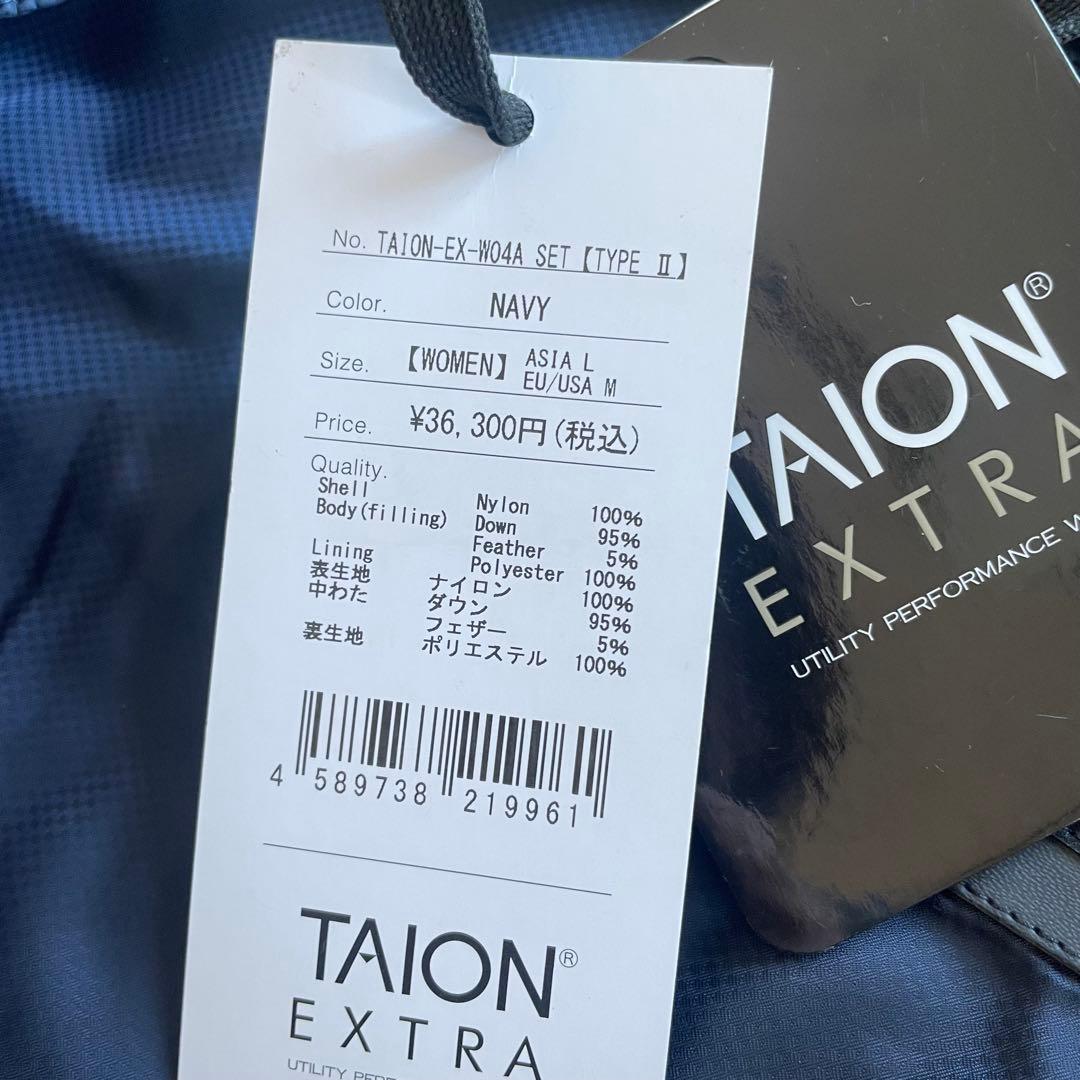 No. TAION-EX-W04A SET【TYPE Ⅱ】
Color. NAVY
Size. 【WOMEN】 ASIA L
EU/USA M
Price. ¥36,300円(税込)
Quality.
Shell Nylon 100%
Body(filling) Down 95%
Feather 5%
Lining Polyester 100%
表生地 ナイロン 100%
中わた ダウン 95%
フェザー 5%
裏生地 ポリエステル 100%
4 589738 219961
TAION®
EXTRA
TAION®
EXTRA
UTILITY PERFORMANCE